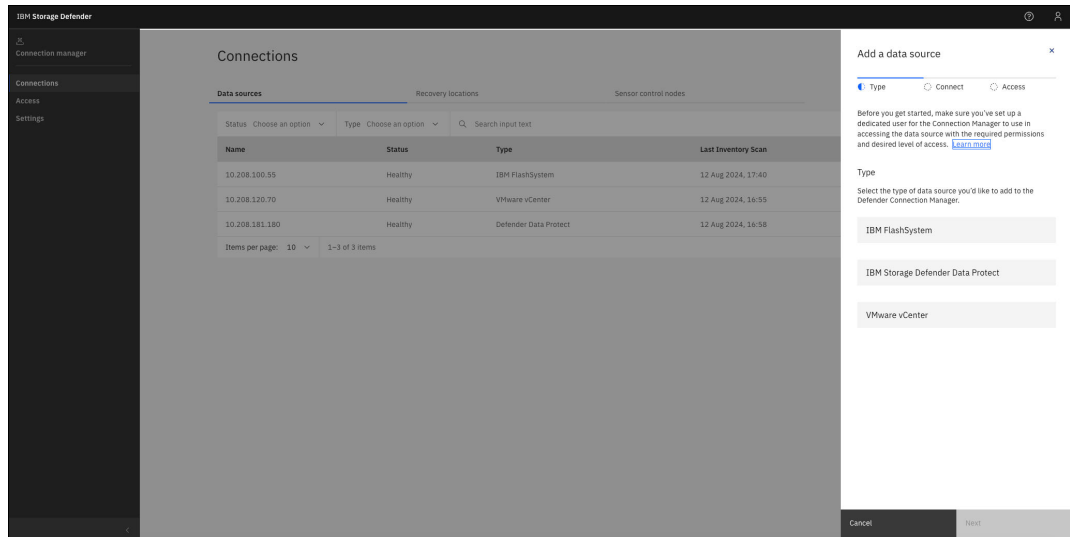 IBM Storage Defender
Connection manager
Connections
Access
Settings
Connections
Data sources
Recovery locations
Sensor control nodes
Status Choose an option
Type Choose an option
Search input text
Name Status Type Last Inventory Scan
10.208.100.55 Healthy IBM FlashSystem 12 Aug 2024, 17:40
10.208.120.70 Healthy VMware vCenter 12 Aug 2024, 16:55
10.208.181.180 Healthy Defender Data Protect 12 Aug 2024, 16:58
Items per page: 10 1–3 of 3 items
Add a data source
Type Connect Access
Before you get started, make sure you've set up a
dedicated user for the Connection Manager to use in
accessing the data source with the required permissions
and desired level of access. Learn more
Type
Select the type of data source you'd like to add to the
Defender Connection Manager.
IBM FlashSystem
IBM Storage Defender Data Protect
VMware vCenter
Cancel
Next